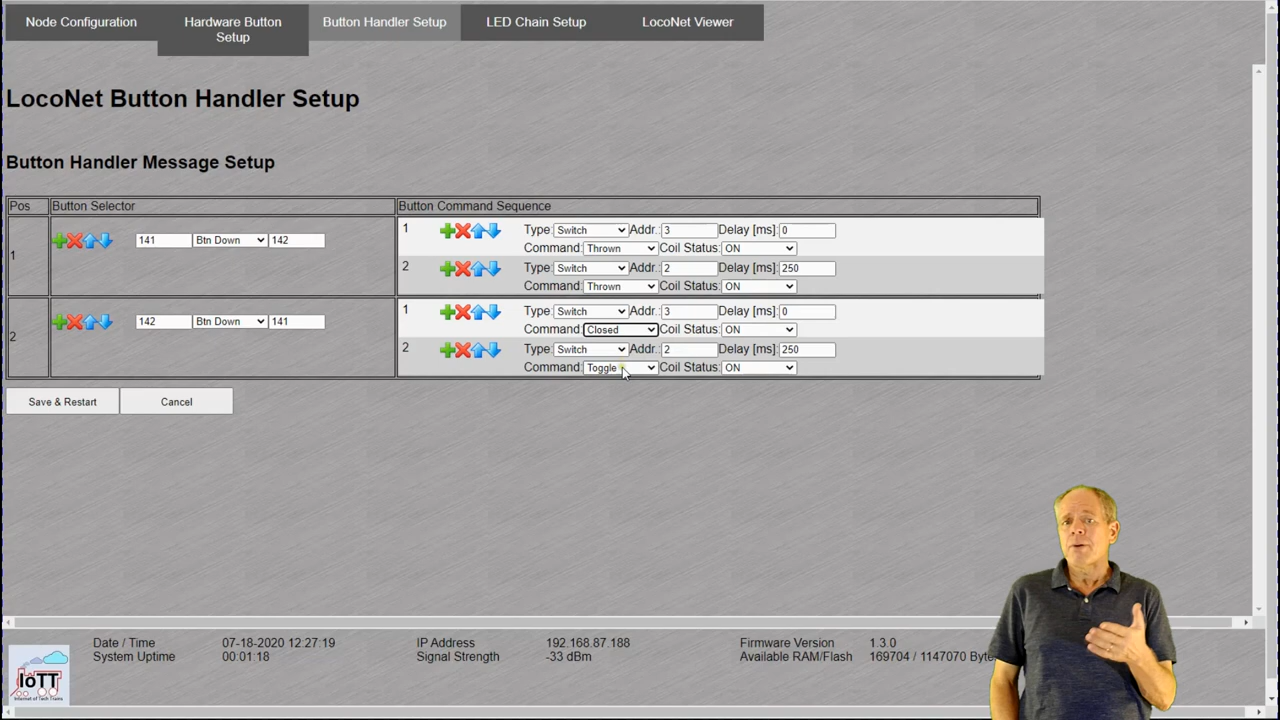 Node Configuration
Hardware Button
Setup
Button Handler Setup
LED Chain Setup
LocoNet Viewer
LocoNet Button Handler Setup
Button Handler Message Setup
Pos Button Selector Button Command Sequence
1
141 Btn Down 142
1 Type: Switch Addr.: 3 Delay [ms]: 0
Command: Thrown Coil Status: ON
2 Type: Switch Addr.: 2 Delay [ms]: 250
Command: Thrown Coil Status: ON
2
142 Btn Down 141
1 Type: Switch Addr.: 3 Delay [ms]: 0
Command: Closed Coil Status: ON
2 Type: Switch Addr.: 2 Delay [ms]: 250
Command: Toggle Coil Status: ON
Save & Restart Cancel
Date / Time 07-18-2020 12:27:19 IP Address 192.168.87.188 Firmware Version 1.3.0
System Uptime 00:01:18 Signal Strength -33 dBm Available RAM/Flash 169704 / 1147070 Byte
IoTT
Internet of Tech Trains